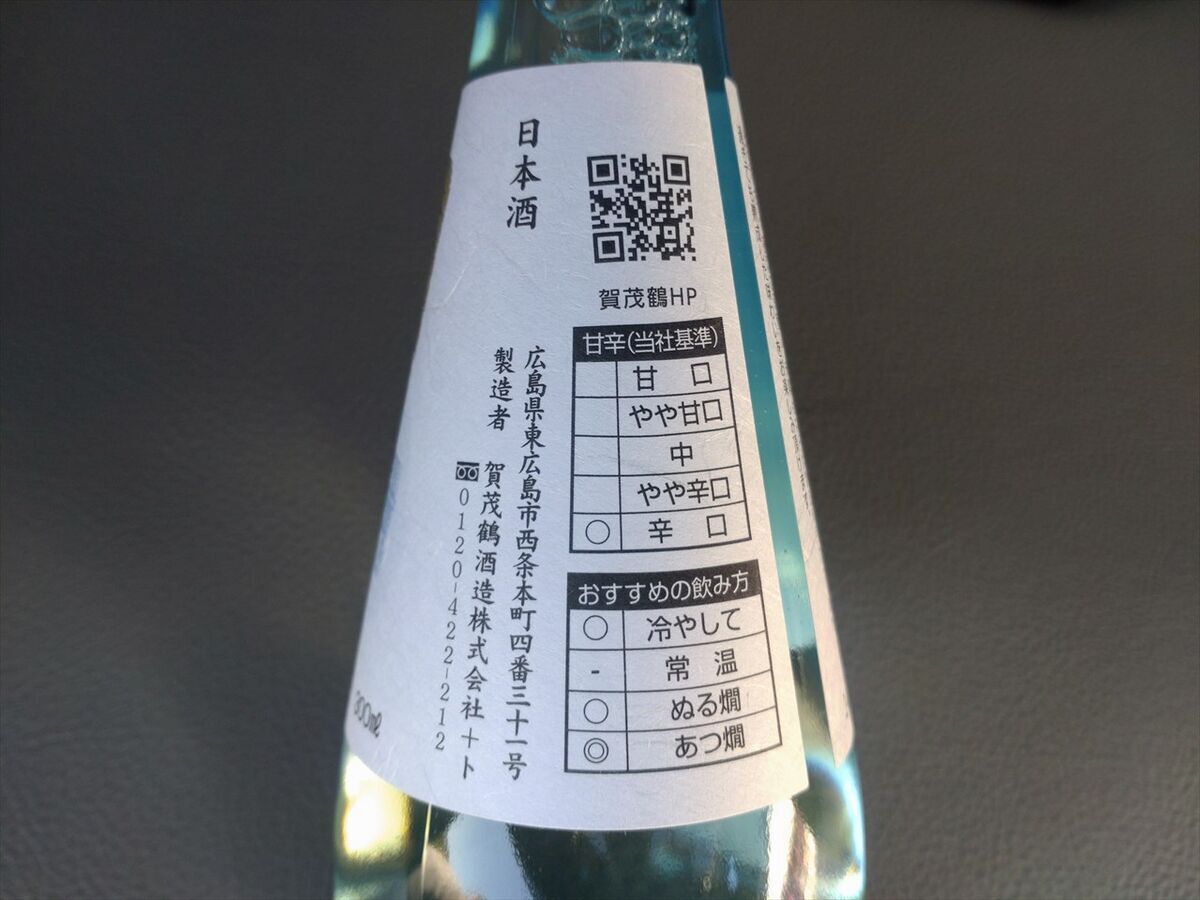 日本酒
賀茂鶴HP
甘辛(当社基準)
甘 口
やや甘口
中
やや辛口
○ 辛 口
おすすめの飲み方
○ 冷やして
- 常 温
○ ぬる燗
◎ あつ燗
広島県東広島市西条本町四番三十一号
製造者 賀茂鶴酒造株式会社十ト
0120-422-212
300ml